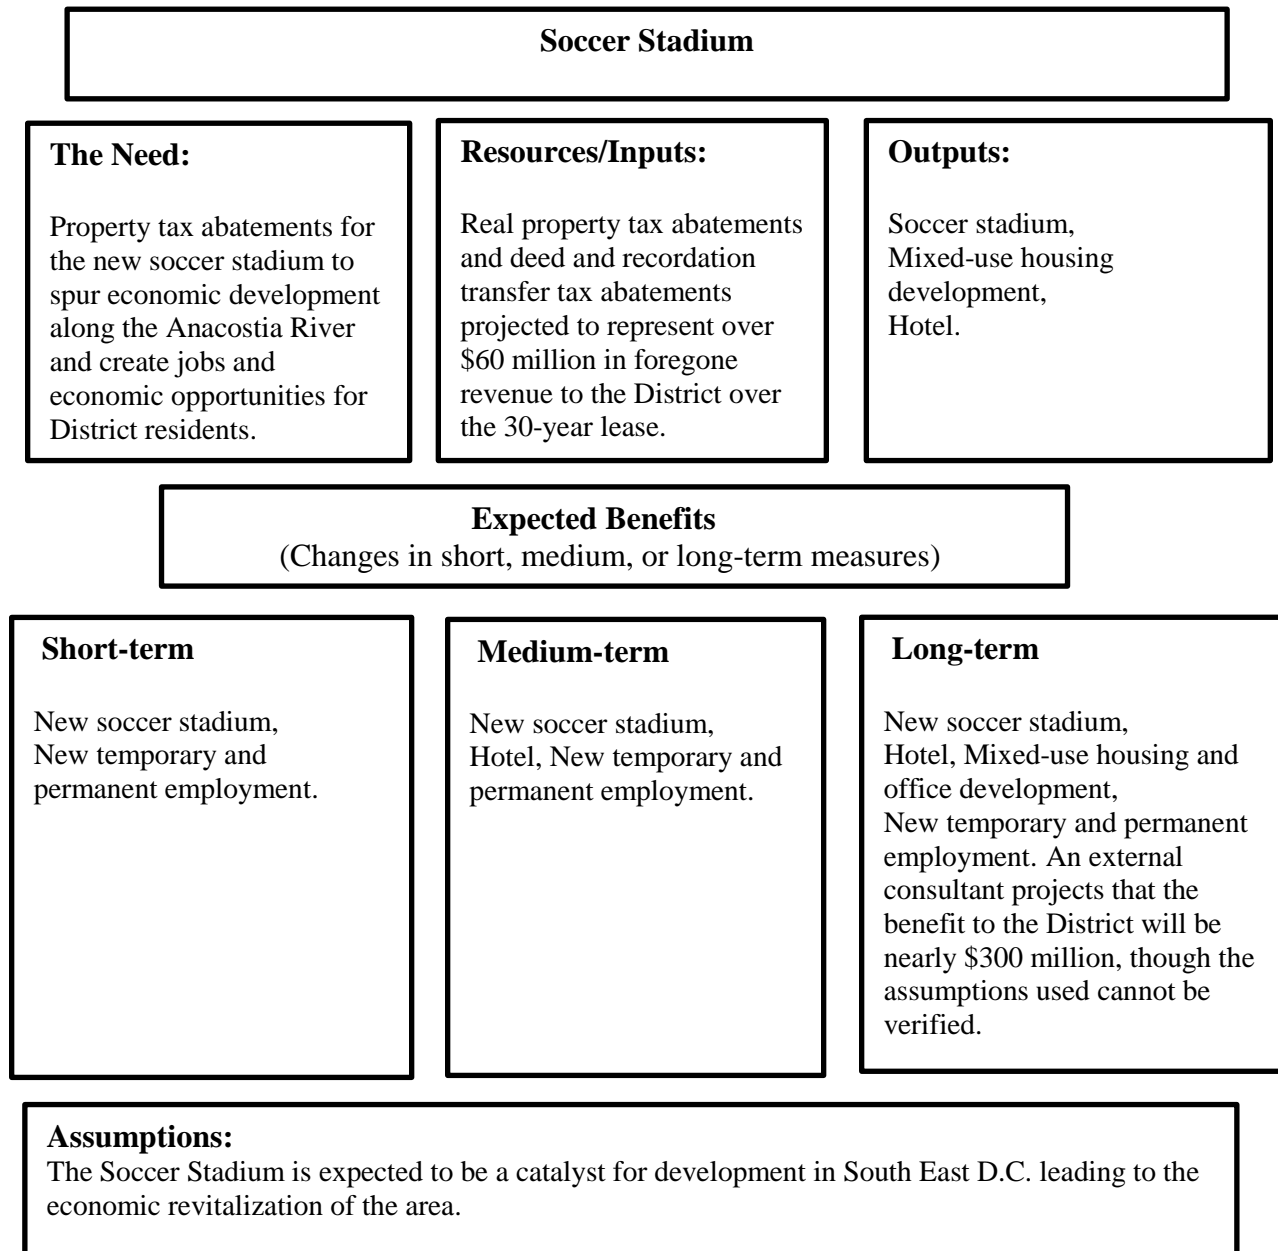 Soccer Stadium
The Need:
Property tax abatements for
the new soccer stadium to
spur economic development
along the Anacostia River
and create jobs and
economic opportunities for
District residents.
Resources/Inputs:
Real property tax abatements
and deed and recordation
transfer tax abatements
projected to represent over
$60 million in foregone
revenue to the District over
the 30-year lease.
Outputs:
Soccer stadium,
Mixed-use housing
development,
Hotel.
Expected Benefits
(Changes in short, medium, or long-term measures)
Short-term
New soccer stadium,
New temporary and
permanent employment.
Medium-term
New soccer stadium,
Hotel, New temporary and
permanent employment.
Long-term
New soccer stadium,
Hotel, Mixed-use housing and
office development,
New temporary and permanent
employment. An external
consultant projects that the
benefit to the District will be
nearly $300 million, though the
assumptions used cannot be
verified.
Assumptions:
The Soccer Stadium is expected to be a catalyst for development in South East D.C. leading to the
economic revitalization of the area.